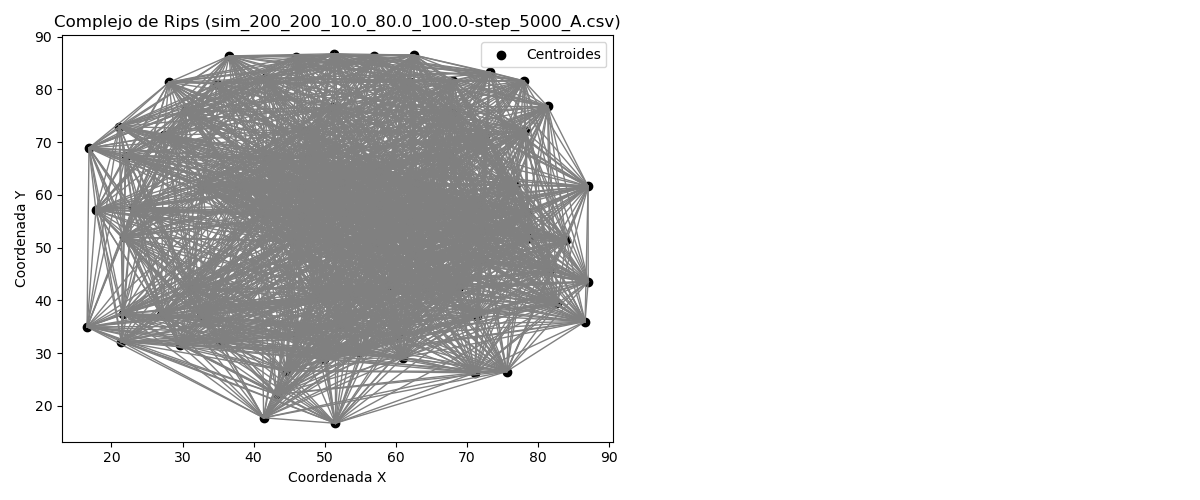 Complejo de Rips (sim_200_200_10.0_80.0_100.0-step_5000_A.csv)
Centroides
Coordenada Y
90
80
70
60
50
40
30
20
20 30 40 50 60 70 80 90
Coordenada X